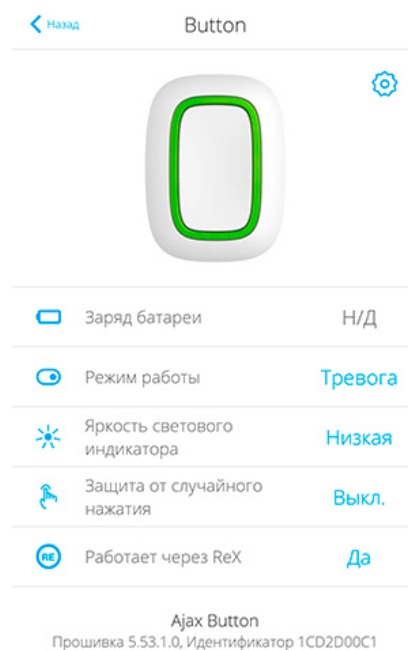 Назад
Button
Заряд батареи
Н/Д
Режим работы
Тревога
Яркость светового
индикатора
Низкая
Защита от случайного
нажатия
Выкл.
RE
Работает через ReX
Да
Ajax Button
Прошивка 5.53.1.0, Идентификатор 1CD2D00C1